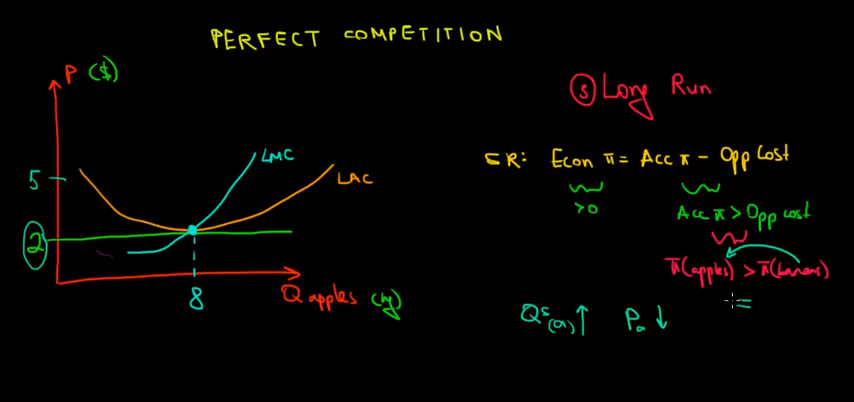 PERFECT COMPETITION
P ($)
⑤ Long Run
LMC
SR: Econ π = Acc π - Opp Cost
5
LAC
>0
Acc π > Opp cost
2
π(apples) > π(bananas)
=
8
Q apples (kg)
Qs(a) ↑ Pa ↓